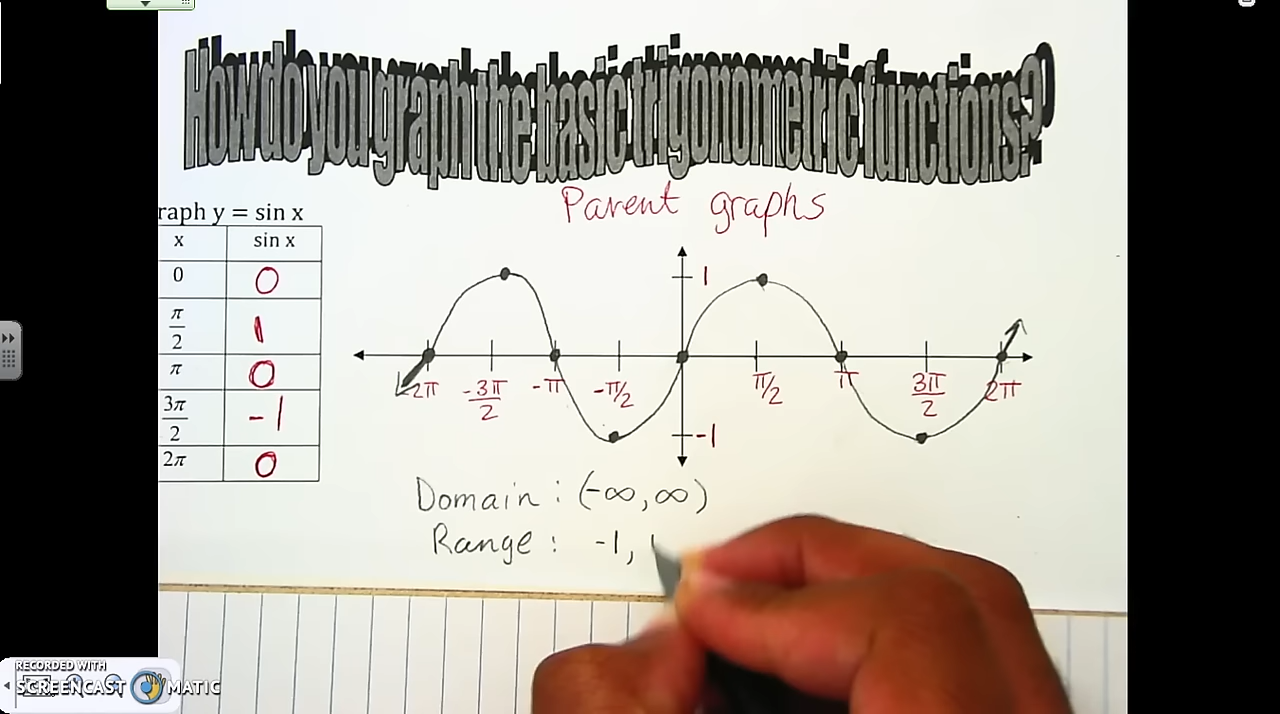 How do you graph the basic trigonometric functions?
Parent graphs
raph y = sin x
x sin x
0 0
π/2 1
π 0
3π/2 -1
2π 0
1
2π -3π/2 -π -π/2 π/2 π 3π/2 2π
-1
Domain : (-∞, ∞)
Range : -1, 1
RECORDED WITH
SCREENCAST MATIC